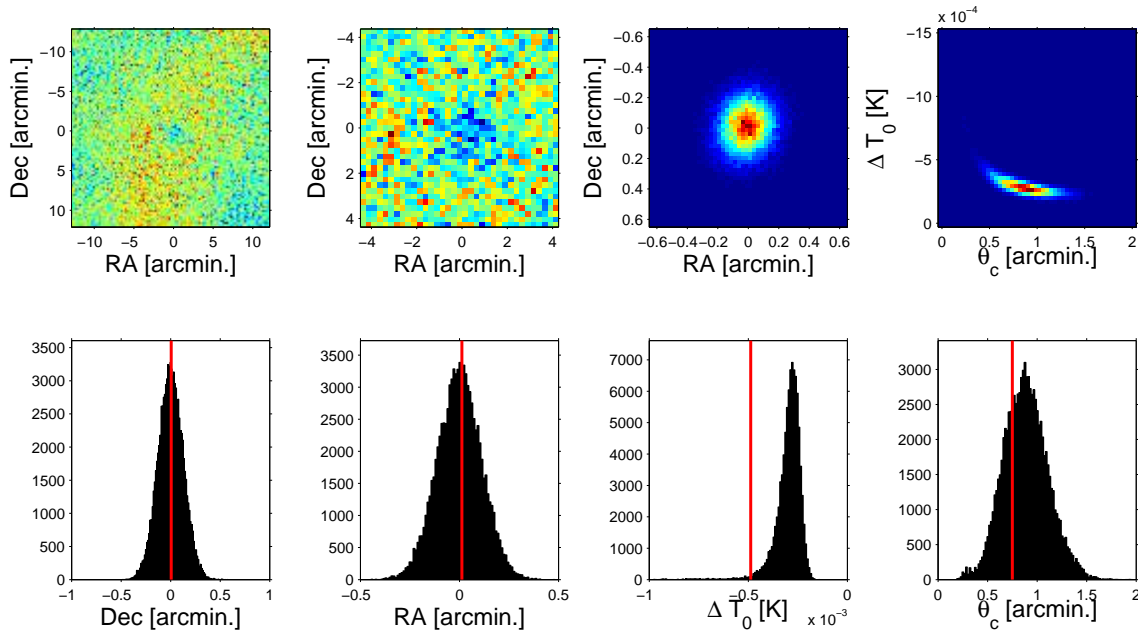 Dec [arcmin.]
−10
−5
0
5
10
−10 −5 0 5 10
RA [arcmin.]
Dec [arcmin.]
−4
−2
0
2
4
−4 −2 0 2 4
RA [arcmin.]
Dec [arcmin.]
−0.6
−0.4
−0.2
0
0.2
0.4
0.6
−0.6 −0.4 −0.2 0 0.2 0.4 0.6
RA [arcmin.]
x 10⁻⁴
Δ T₀ [K]
−15
−10
−5
0
0 0.5 1 1.5 2
θc [arcmin.]
3500
3000
2500
2000
1500
1000
500
0
−1 −0.5 0 0.5 1
Dec [arcmin.]
3500
3000
2500
2000
1500
1000
500
0
−0.5 0 0.5
RA [arcmin.]
7000
6000
5000
4000
3000
2000
1000
0
−1 −0.5 0
Δ T₀ [K] x 10⁻³
3000
2500
2000
1500
1000
500
0
0 0.5 1 1.5 2
θc [arcmin.]